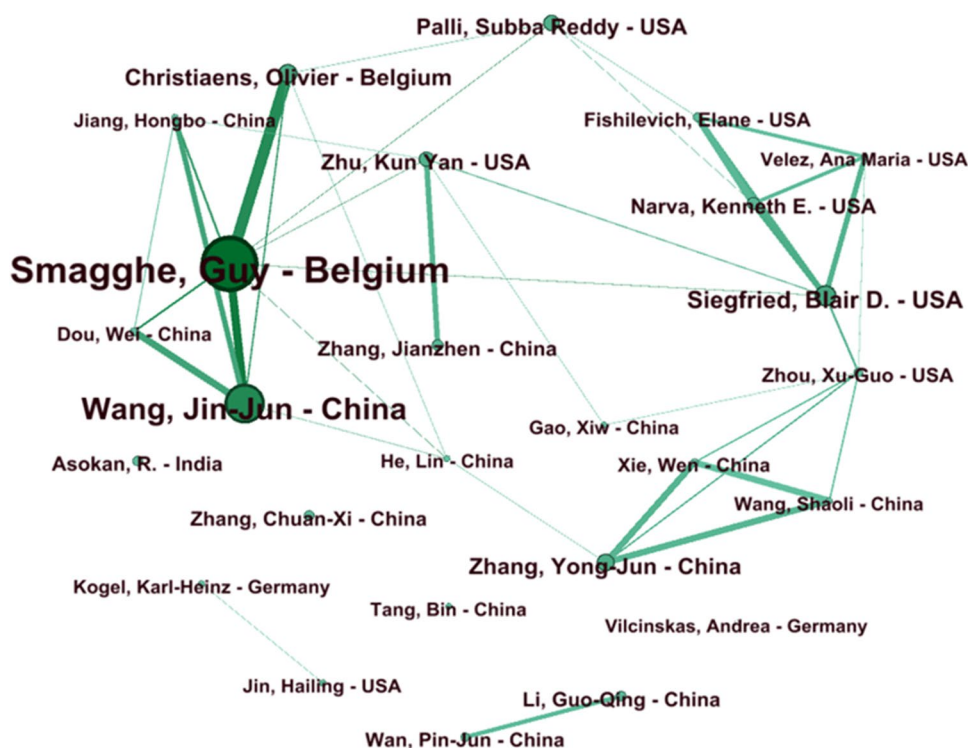 Palli, Subba Reddy - USA
Christiaens, Olivier - Belgium
Jiang, Hongbo - China
Fishilevich, Elane - USA
Zhu, Kun Yan - USA
Velez, Ana Maria - USA
Narva, Kenneth E. - USA
Smagghe, Guy - Belgium
Siegfried, Blair D. - USA
Dou, Wei - China
Zhang, Jianzhen - China
Zhou, Xu-Guo - USA
Wang, Jin-Jun - China
Gao, Xiw - China
Asokan, R. - India
He, Lin - China
Xie, Wen - China
Wang, Shaoli - China
Zhang, Chuan-Xi - China
Zhang, Yong-Jun - China
Kogel, Karl-Heinz - Germany
Tang, Bin - China
Vilcinskas, Andrea - Germany
Jin, Hailing - USA
Li, Guo-Qing - China
Wan, Pin-Jun - China